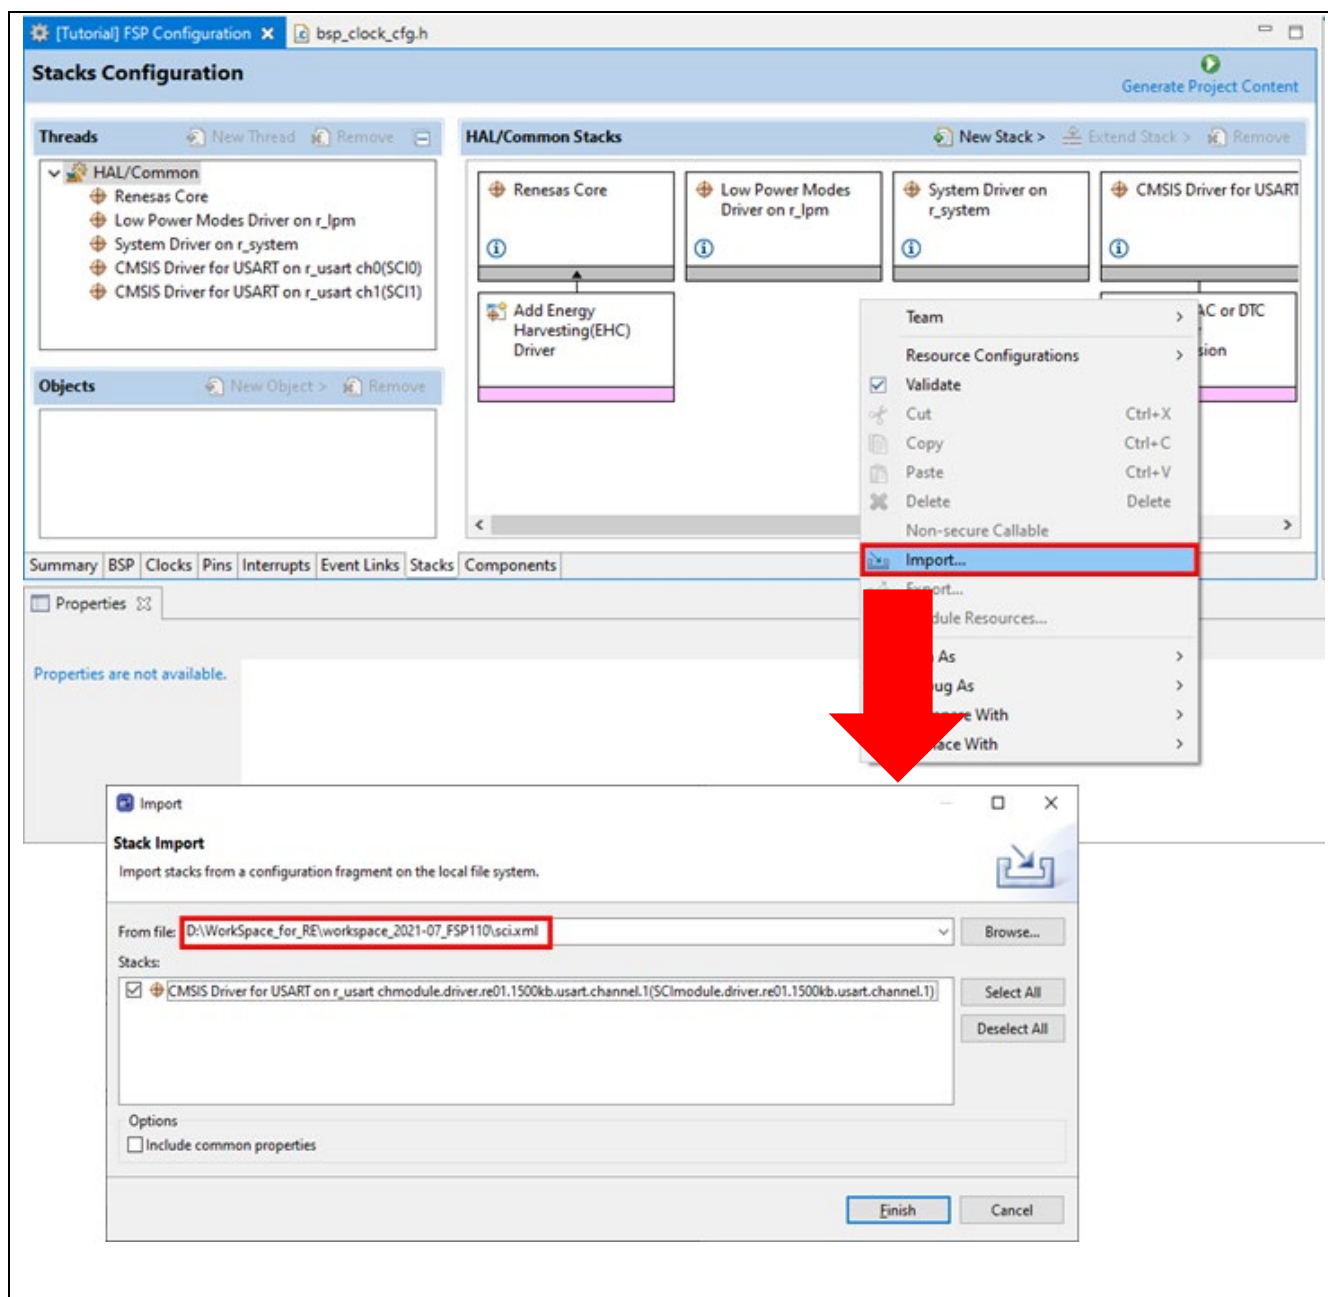 [Tutorial] FSP Configuration
bsp_clock_cfg.h
Stacks Configuration
Generate Project Content
Threads
New Thread
Remove
HAL/Common
Renesas Core
Low Power Modes Driver on r_lpm
System Driver on r_system
CMSIS Driver for USART on r_usart ch0(SCI0)
CMSIS Driver for USART on r_usart ch1(SCI1)
Objects
New Object >
Remove
HAL/Common Stacks
New Stack >
Extend Stack >
Remove
Renesas Core
Low Power Modes
Driver on r_lpm
System Driver on
r_system
CMSIS Driver for USART
Add Energy
Harvesting(EHC)
Driver
AC or DTC
sion
Team
Resource Configurations
Validate
Cut Ctrl+X
Copy Ctrl+C
Paste Ctrl+V
Delete Delete
Non-secure Callable
Import...
Export...
dule Resources...
As
ug As
With
ace With
Summary BSP Clocks Pins Interrupts Event Links Stacks Components
Properties
Properties are not available.
Import
Stack Import
Import stacks from a configuration fragment on the local file system.
From file: D:\WorkSpace_for_RE\workspace_2021-07_FSP110\sci.xml
Browse...
Stacks:
CMSIS Driver for USART on r_usart chmodule.driver.re01.1500kb.usart.channel.1(SCImodule.driver.re01.1500kb.usart.channel.1)
Select All
Deselect All
Options
Include common properties
Finish
Cancel